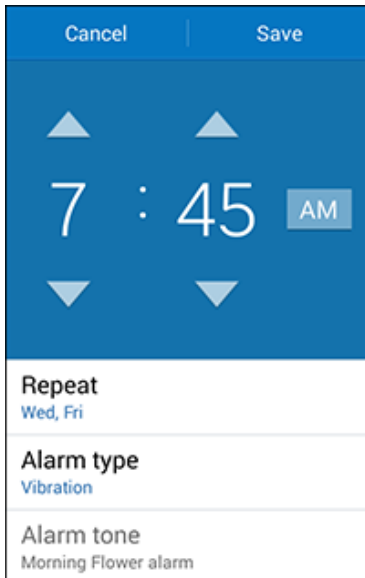 Cancel Save
7 : 45 AM
Repeat
Wed, Fri
Alarm type
Vibration
Alarm tone
Morning Flower alarm